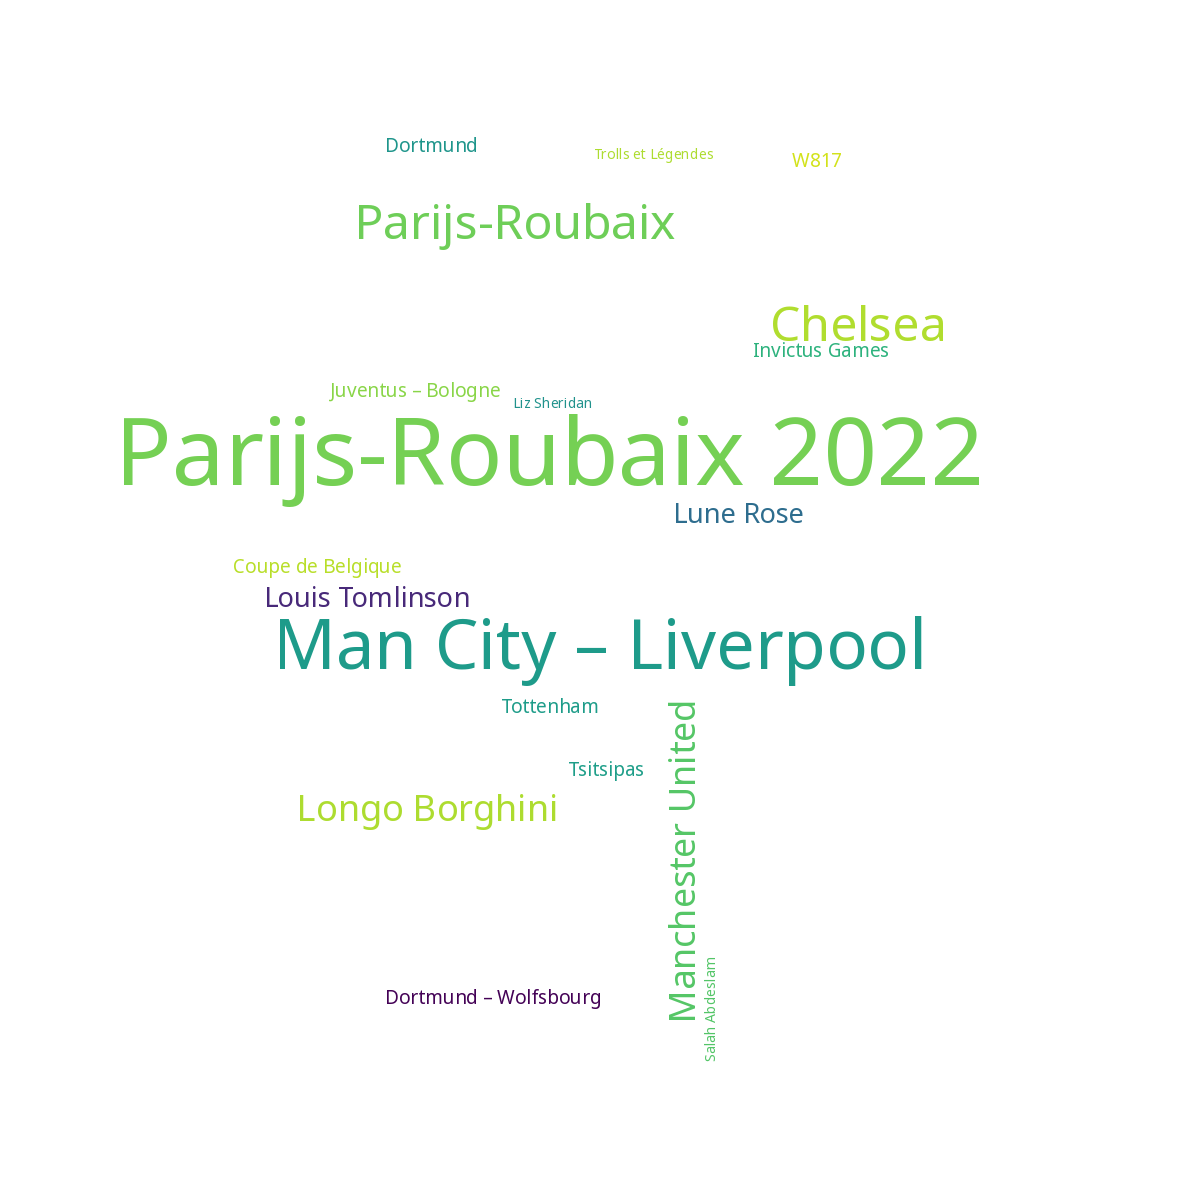 Dortmund
Trolls et Légendes
W817
Parijs-Roubaix
Chelsea
Invictus Games
Juventus – Bologne
Liz Sheridan
Parijs-Roubaix 2022
Lune Rose
Coupe de Belgique
Louis Tomlinson
Man City – Liverpool
Tottenham
Manchester United
Tsitsipas
Longo Borghini
Salah Abdeslam
Dortmund – Wolfsbourg